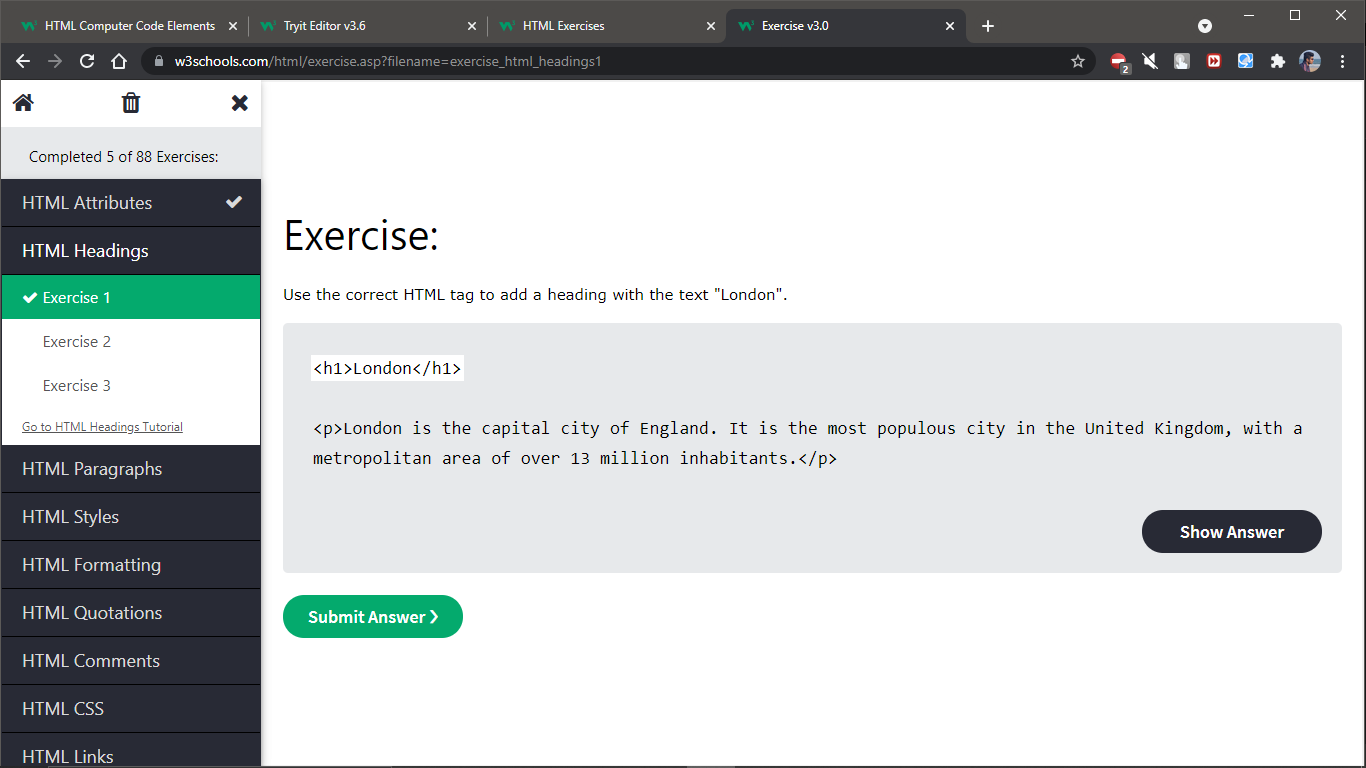 HTML Computer Code Elements
Tryit Editor v3.6
HTML Exercises
Exercise v3.0
w3schools.com/html/exercise.asp?filename=exercise_html_headings1
2
Completed 5 of 88 Exercises:
HTML Attributes
HTML Headings
Exercise 1
Exercise 2
Exercise 3
Go to HTML Headings Tutorial
HTML Paragraphs
HTML Styles
HTML Formatting
HTML Quotations
HTML Comments
HTML CSS
HTML Links
Exercise:
Use the correct HTML tag to add a heading with the text "London".
<h1>London</h1>
<p>London is the capital city of England. It is the most populous city in the United Kingdom, with a
metropolitan area of over 13 million inhabitants.</p>
Show Answer
Submit Answer ❯